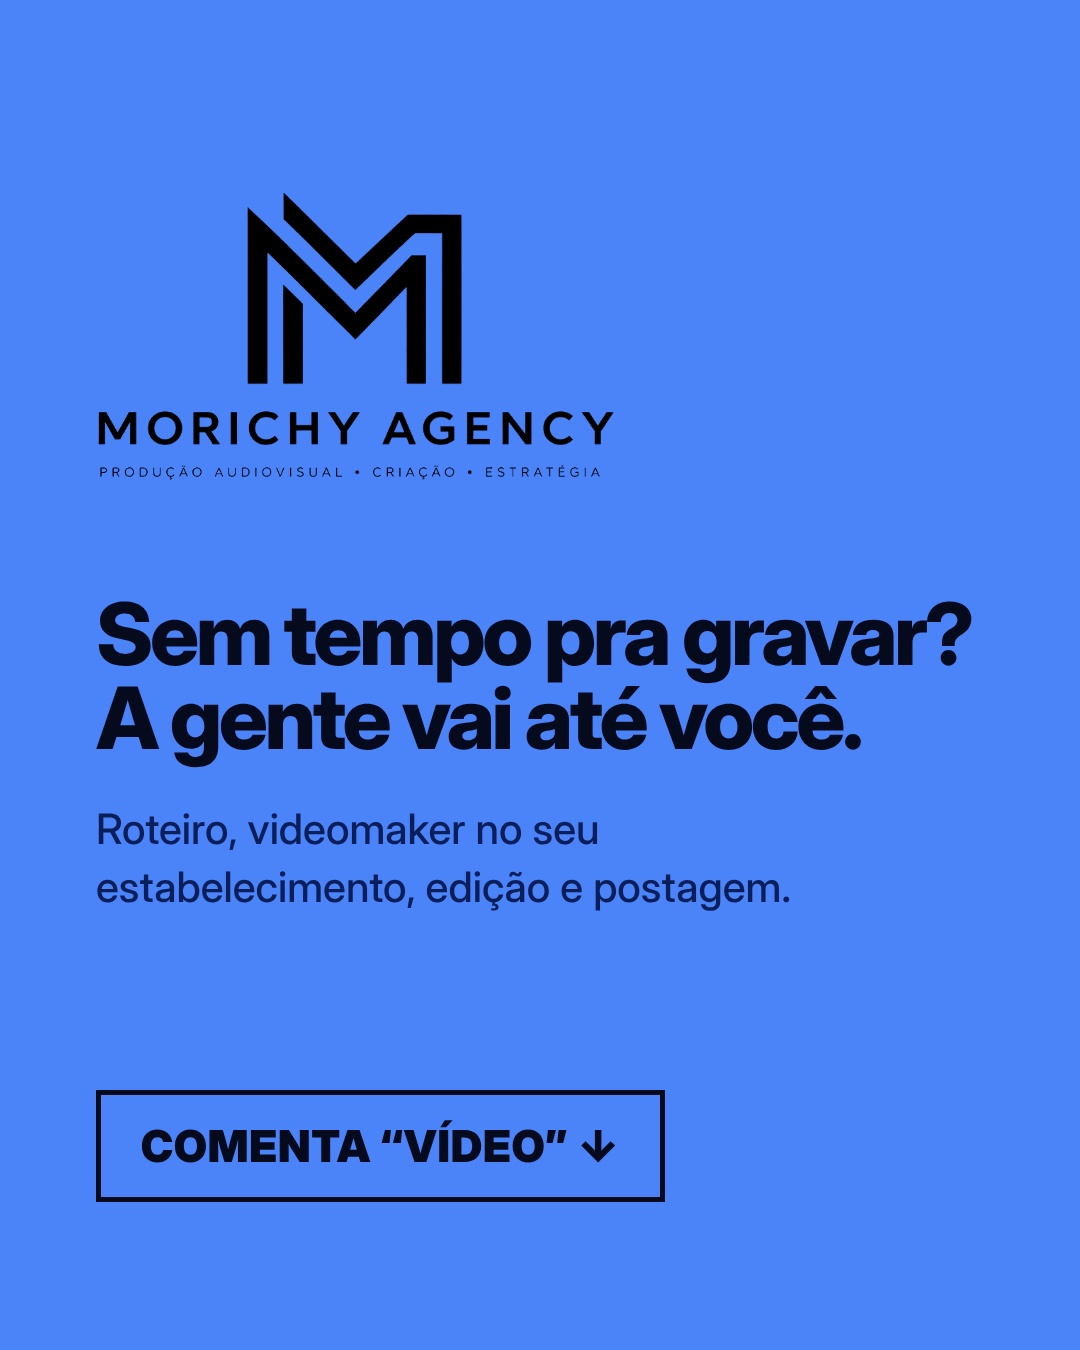 MORICHY AGENCY
PRODUÇÃO AUDIOVISUAL • CRIAÇÃO • ESTRATÉGIA
Sem tempo pra gravar?
A gente vai até você.
Roteiro, videomaker no seu
estabelecimento, edição e postagem.
COMENTA “VÍDEO” ↓